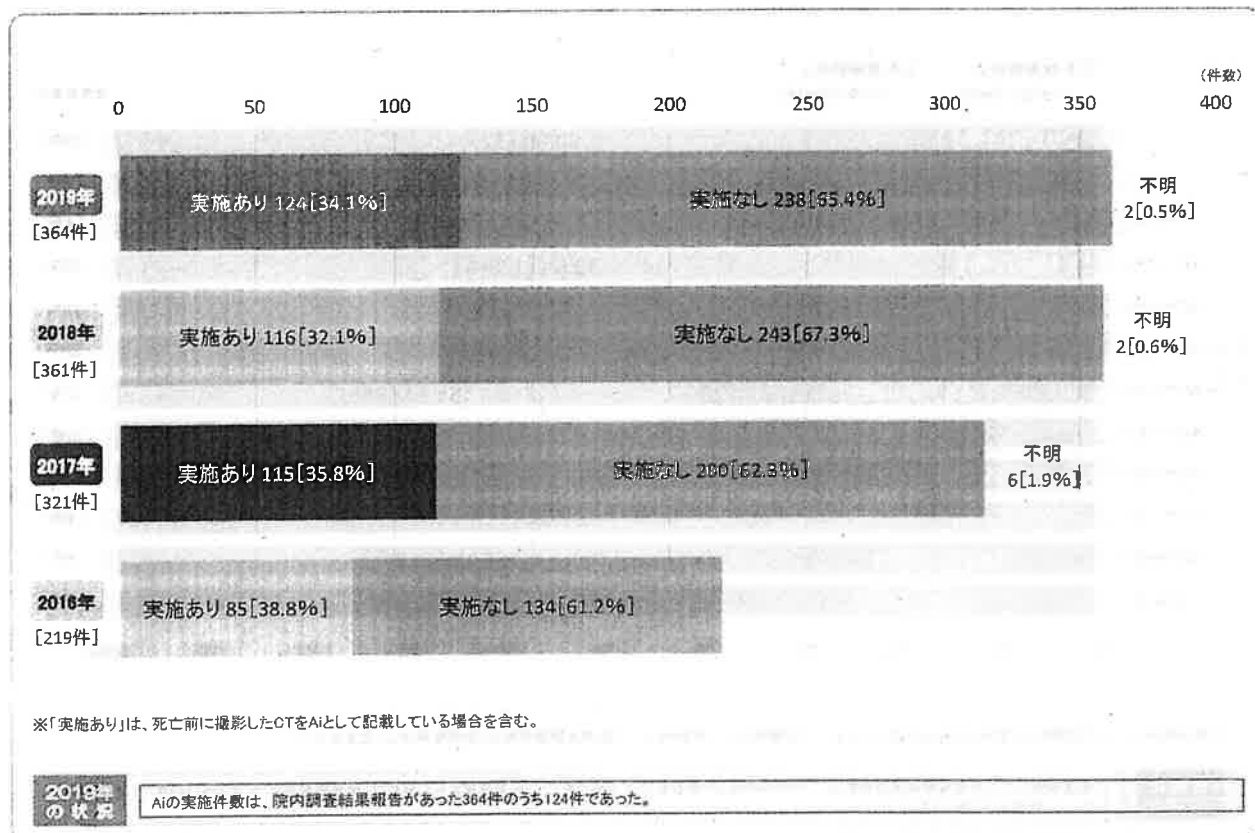 (件数)
0 50 100 150 200 250 300 350 400
2019年
[364件]
実施あり 124[34.1%]
実施なし 238[65.4%]
不明
2[0.5%]
2018年
[361件]
実施あり 116[32.1%]
実施なし 243[67.3%]
不明
2[0.6%]
2017年
[321件]
実施あり 115[35.8%]
実施なし 200[62.3%]
不明
6[1.9%]
2016年
[219件]
実施あり 85[38.8%]
実施なし 134[61.2%]
※「実施あり」は、死亡前に撮影したCTをAiとして記載している場合を含む。
2019年
の状況
Aiの実施件数は、院内調査結果報告があった364件のうち124件であった。